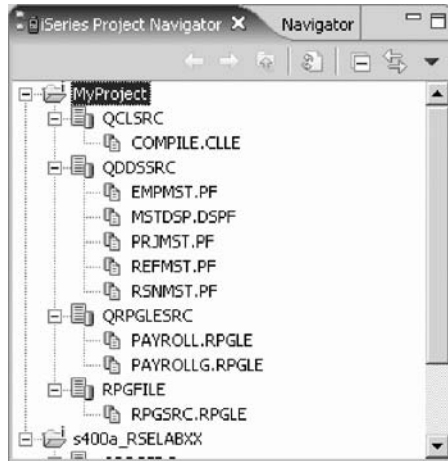 iSeries Project Navigator Navigator
MyProject
QCLSRC
COMPILE.CLLE
QDDSSRC
EMPMST.PF
MSTDSP.DSPF
PRJMST.PF
REFMST.PF
RSNMST.PF
QRPGLESRC
PAYROLL.RPGLE
PAYROLLG.RPGLE
RPGFILE
RPGSRC.RPGLE
s400a_RSELABXX